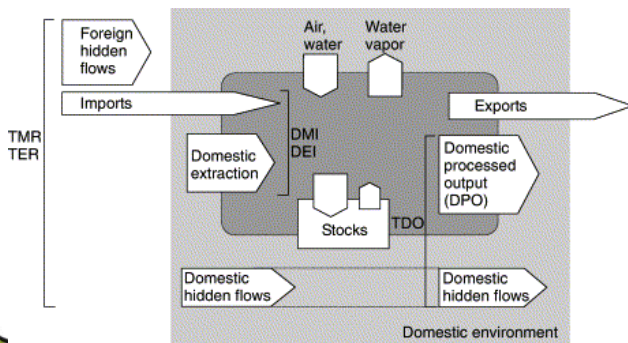 Foreign
hidden
flows
Air,
water
Water
vapor
Imports
Exports
TMR
TER
DMI
DEI
Domestic
extraction
Domestic
processed
output
(DPO)
Stocks
TDO
Domestic
hidden flows
Domestic
hidden flows
Domestic environment